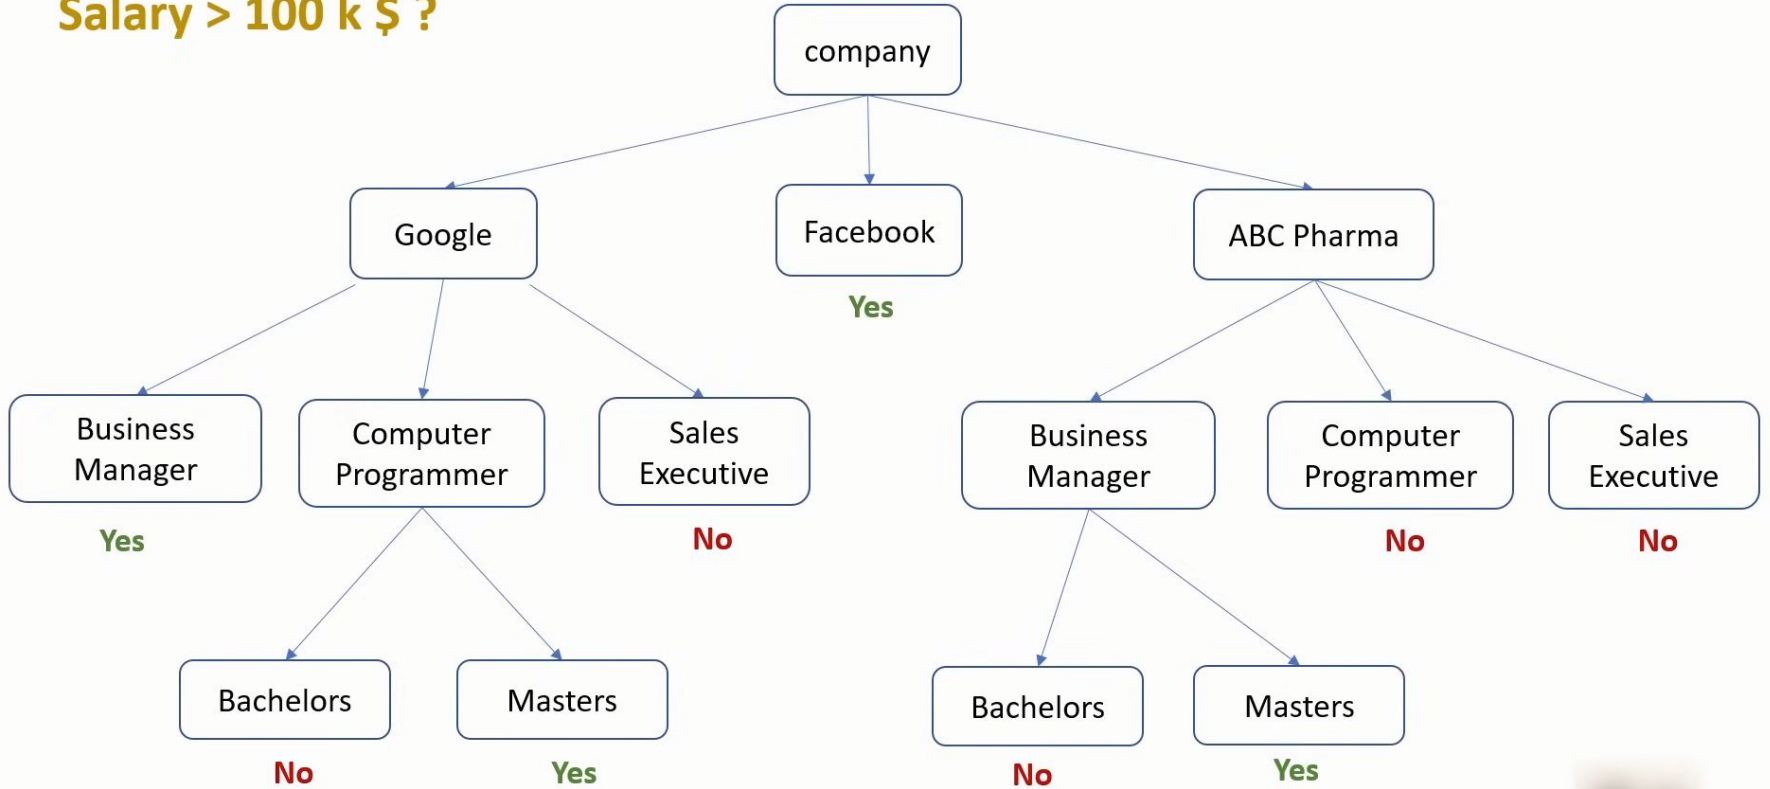 Salary > 100 k $ ?
company
Google
Facebook
ABC Pharma
Yes
Business
Manager
Computer
Programmer
Sales
Executive
Business
Manager
Computer
Programmer
Sales
Executive
Yes
No
No
No
Bachelors
Masters
Bachelors
Masters
No
Yes
No
Yes